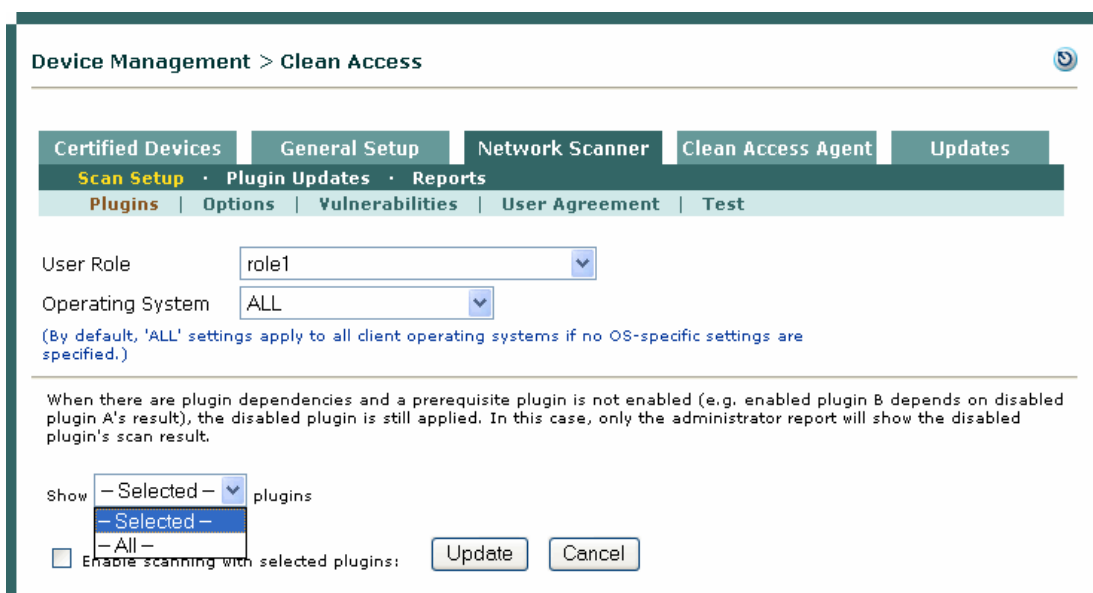 Device Management > Clean Access
Certified Devices General Setup Network Scanner Clean Access Agent Updates
Scan Setup · Plugin Updates · Reports
Plugins | Options | Vulnerabilities | User Agreement | Test
User Role role1
Operating System ALL
(By default, 'ALL' settings apply to all client operating systems if no OS-specific settings are
specified.)
When there are plugin dependencies and a prerequisite plugin is not enabled (e.g. enabled plugin B depends on disabled
plugin A's result), the disabled plugin is still applied. In this case, only the administrator report will show the disabled
plugin's scan result.
Show – Selected – plugins
– Selected –
– All –
Enable scanning with selected plugins: Update Cancel